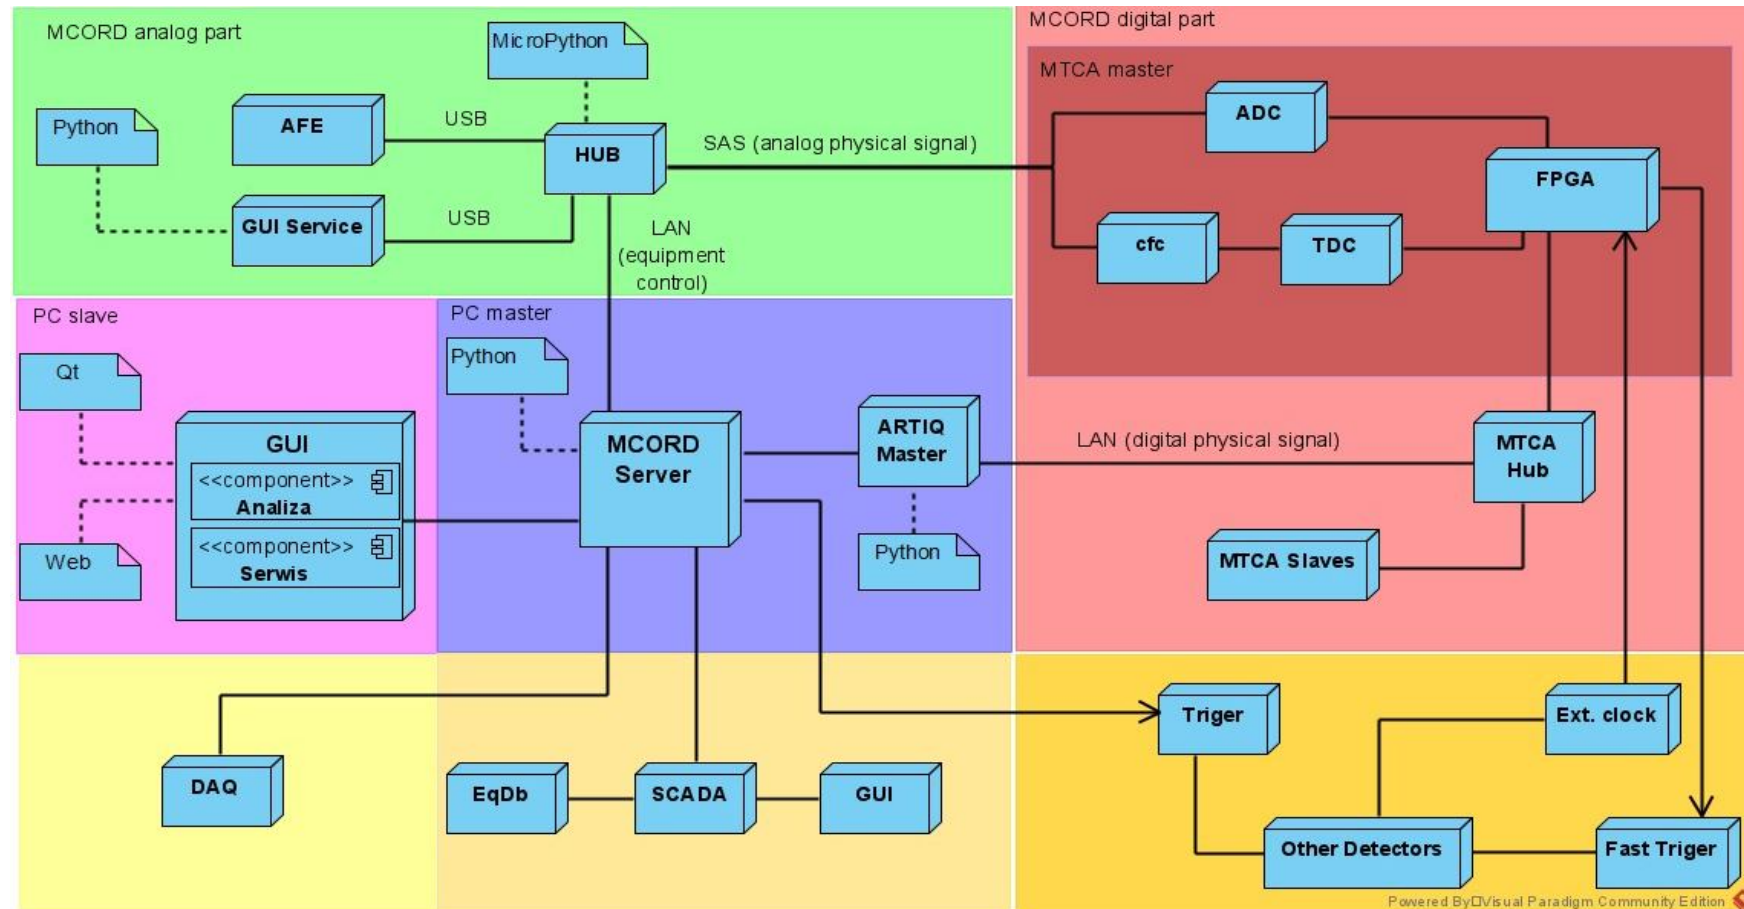 MCORD analog part
MicroPython
Python
AFE
USB
HUB
SAS (analog physical signal)
GUI Service
USB
LAN
(equipment
control)
MCORD digital part
MTCA master
ADC
FPGA
cfc
TDC
PC slave
Qt
GUI
<<component>>
Analiza
<<component>>
Serwis
Web
PC master
Python
MCORD
Server
ARTIQ
Master
Python
LAN (digital physical signal)
MTCA
Hub
MTCA Slaves
DAQ
EqDb
SCADA
GUI
Triger
Ext. clock
Other Detectors
Fast Triger
Powered By□Visual Paradigm Community Edition